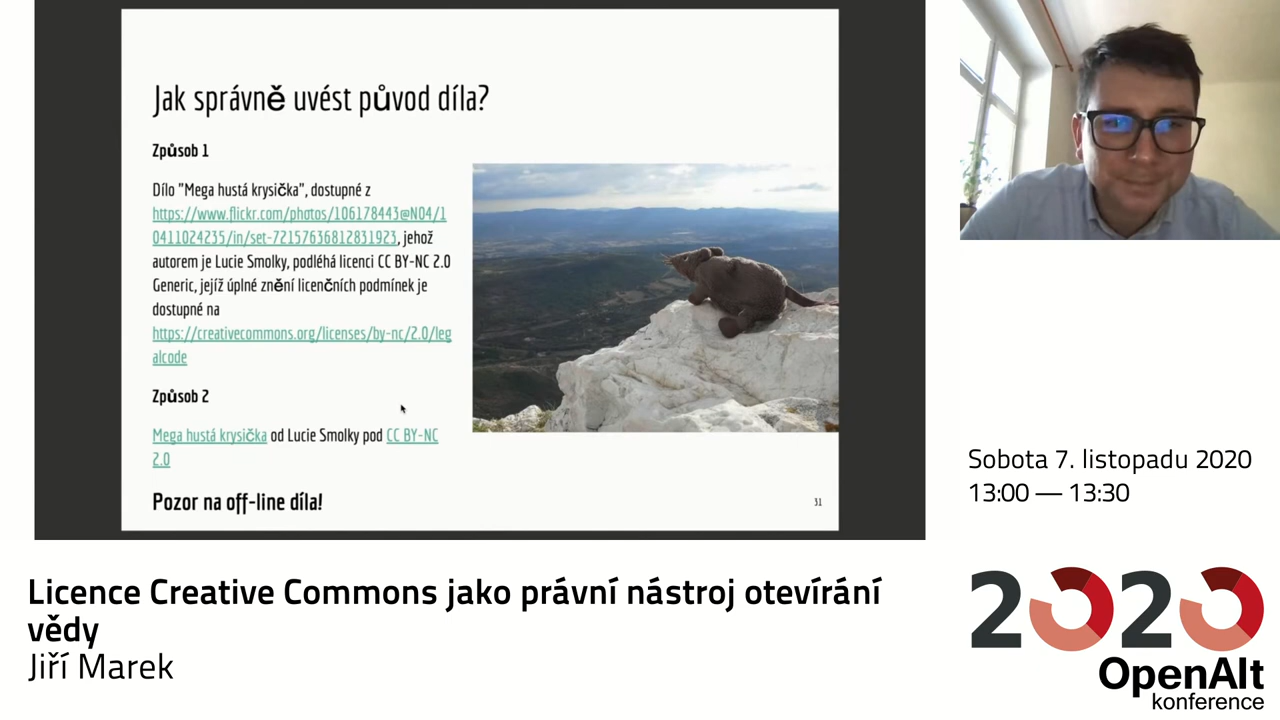 Jak správně uvést původ díla?
Způsob 1
Dílo "Mega hustá krysička", dostupné z
https://www.flickr.com/photos/106178443@N04/1
0411024235/in/set-72157636812831923, jehož
autorem je Lucie Smolky, podléhá licenci CC BY-NC 2.0
Generic, jejíž úplné znění licenčních podmínek je
dostupné na
https://creativecommons.org/licenses/by-nc/2.0/leg
alcode
Způsob 2
Mega hustá krysička od Lucie Smolky pod CC BY-NC
2.0
Pozor na off-line díla!
31
Sobota 7. listopadu 2020
13:00 — 13:30
Licence Creative Commons jako právní nástroj otevírání
vědy
Jiří Marek
2020
OpenAlt
konference